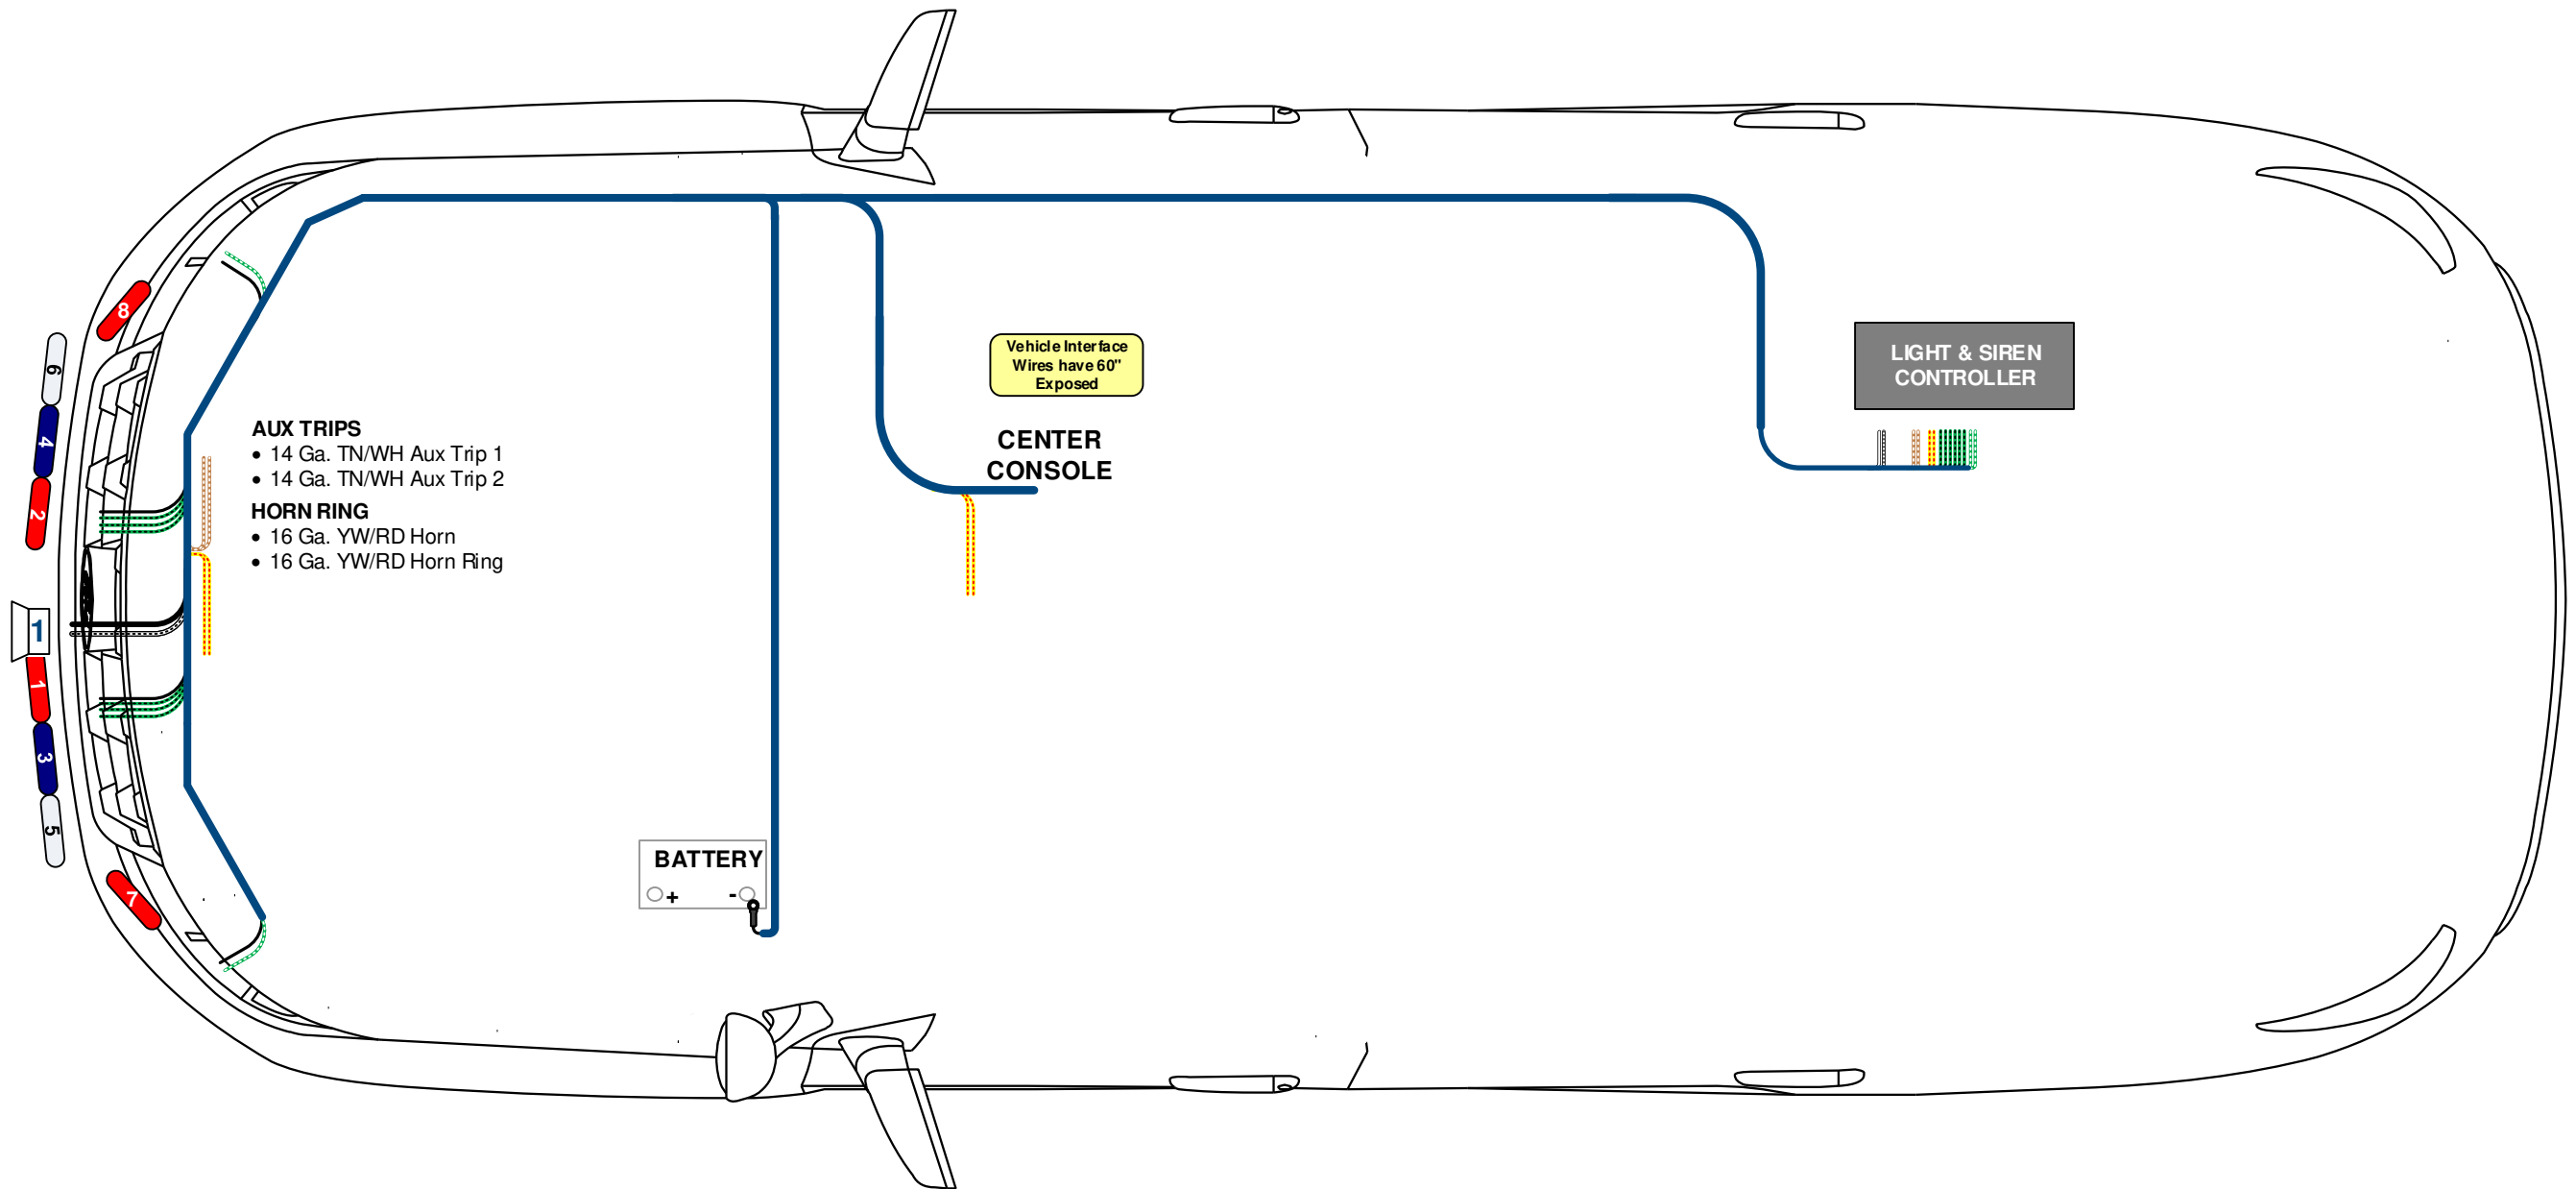 8
6
4
2
1
1
3
5
7
AUX TRIPS
• 14 Ga. TN/WH Aux Trip 1
• 14 Ga. TN/WH Aux Trip 2
HORN RING
• 16 Ga. YW/RD Horn
• 16 Ga. YW/RD Horn Ring
BATTERY
+ -
Vehicle Interface
Wires have 60"
Exposed
CENTER
CONSOLE
LIGHT & SIREN
CONTROLLER